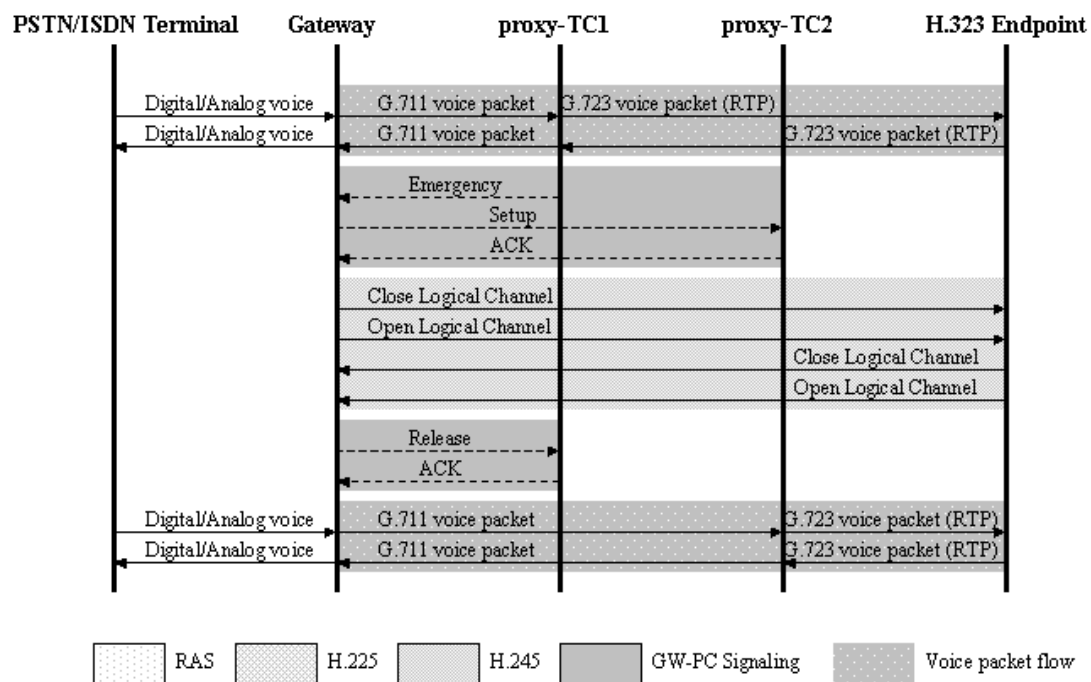 PSTN/ISDN Terminal Gateway proxy-TC1 proxy-TC2 H.323 Endpoint
Digital/Analog voice G.711 voice packet G.723 voice packet (RTP)
Digital/Analog voice G.711 voice packet G.723 voice packet (RTP)
Emergency
Setup
ACK
Close Logical Channel
Open Logical Channel
Close Logical Channel
Open Logical Channel
Release
ACK
Digital/Analog voice G.711 voice packet G.723 voice packet (RTP)
Digital/Analog voice G.711 voice packet G.723 voice packet (RTP)
RAS H.225 H.245 GW-PC Signaling Voice packet flow